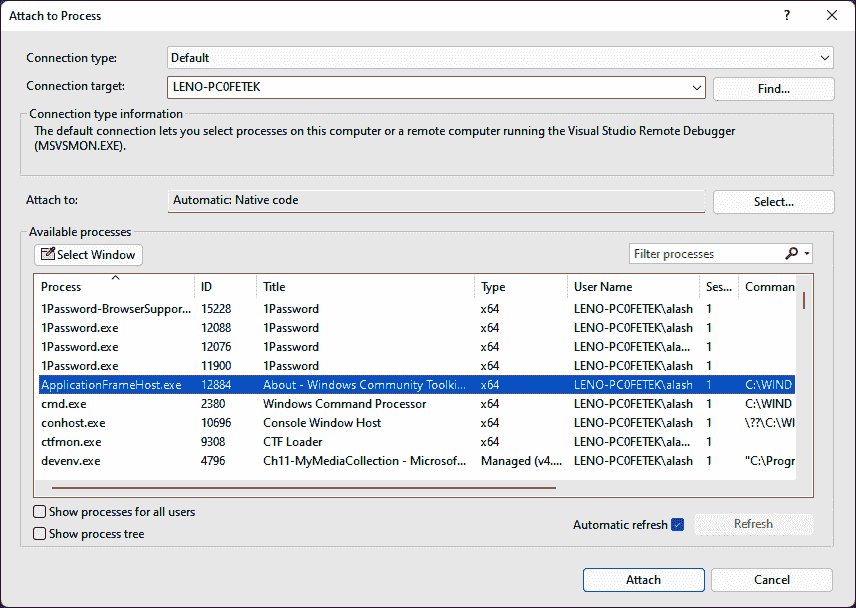 Attach to Process ?
Connection type: Default
Connection target: LENO-PC0FETEK Find...
Connection type information
The default connection lets you select processes on this computer or a remote computer running the Visual Studio Remote Debugger
(MSVSMON.EXE).
Attach to: Automatic: Native code Select...
Available processes
Select Window Filter processes
Process ID Title Type User Name Ses... Comman
1Password-BrowserSuppor... 15228 1Password x64 LENO-PC0FETEK\alash 1
1Password.exe 12088 1Password x64 LENO-PC0FETEK\alash 1
1Password.exe 12076 1Password x64 LENO-PC0FETEK\ala... 1
1Password.exe 11900 1Password x64 LENO-PC0FETEK\alash 1
ApplicationFrameHost.exe 12884 About - Windows Community Toolki... x64 LENO-PC0FETEK\alash 1 C:\WIND
cmd.exe 2380 Windows Command Processor x64 LENO-PC0FETEK\alash 1 C:\WIND
conhost.exe 10696 Console Window Host x64 LENO-PC0FETEK\alash 1 \??\C:\WI
ctfmon.exe 9308 CTF Loader x64 LENO-PC0FETEK\ala... 1
devenv.exe 4796 Ch11-MyMediaCollection - Microsof... Managed (v4.... LENO-PC0FETEK\alash 1 "C:\Progr
Show processes for all users
Automatic refresh Refresh
Show process tree
Attach Cancel